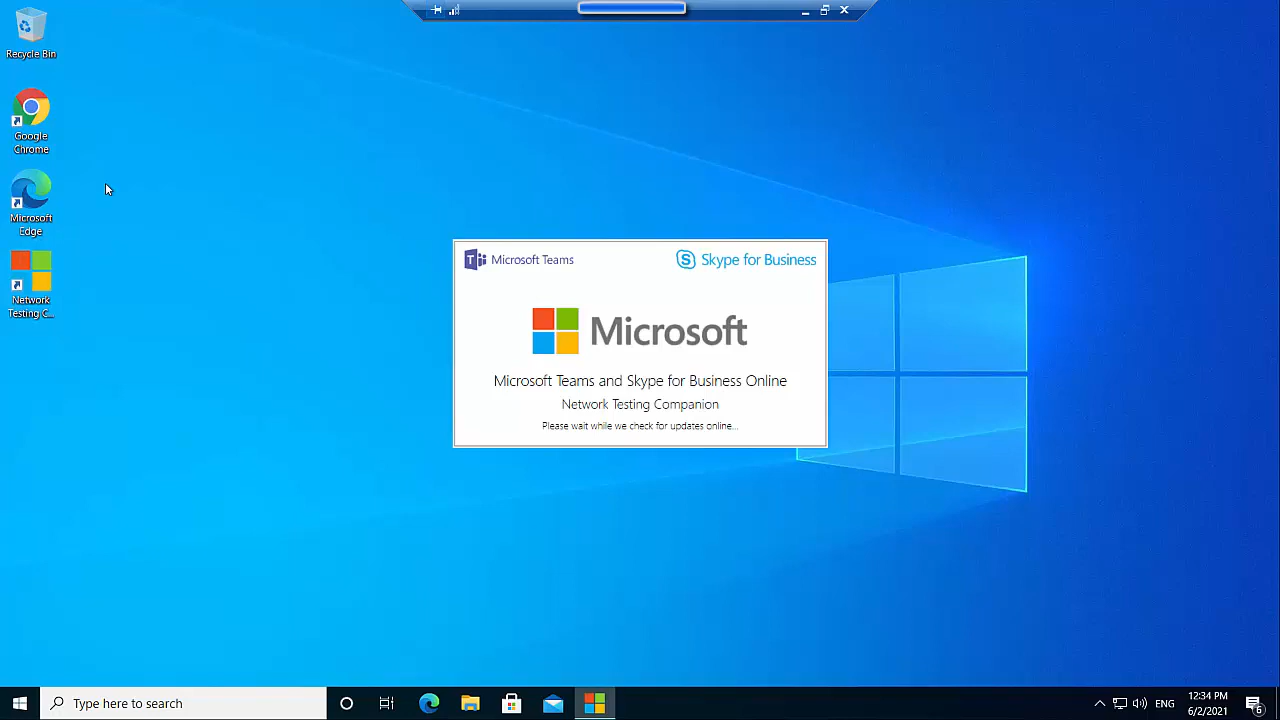 Recycle Bin
Google
Chrome
Microsoft
Edge
Network
Testing C...
Microsoft Teams
Skype for Business
Microsoft
Microsoft Teams and Skype for Business Online
Network Testing Companion
Please wait while we check for updates online...
Type here to search
ENG
12:34 PM
6/2/2021
6